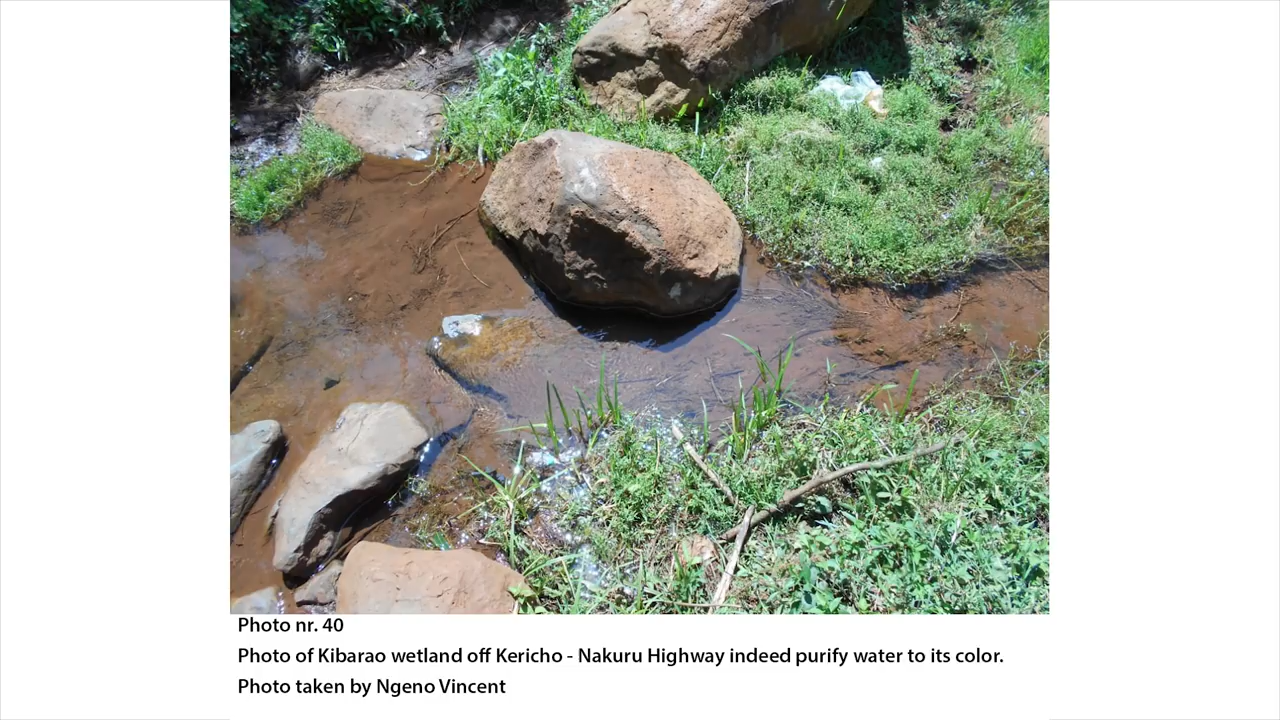 Photo nr. 40
Photo of Kibarao wetland off Kericho - Nakuru Highway indeed purify water to its color.
Photo taken by Ngeno Vincent